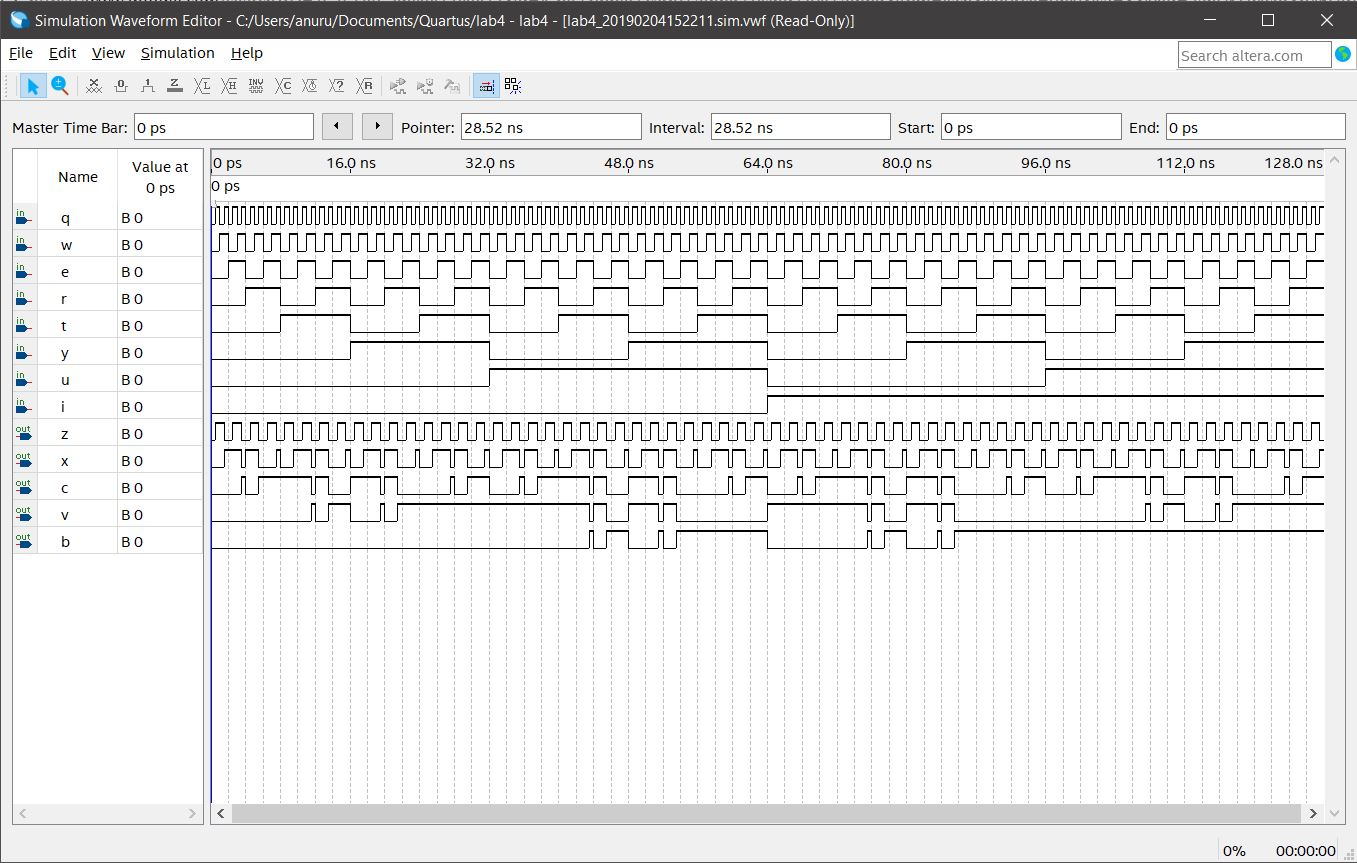 Simulation Waveform Editor - C:/Users/anuru/Documents/Quartus/lab4 - lab4 - [lab4_20190204152211.sim.vwf (Read-Only)]
File Edit View Simulation Help
Search altera.com
Master Time Bar: 0 ps Pointer: 28.52 ns Interval: 28.52 ns Start: 0 ps End: 0 ps
Name Value at 0 ps
0 ps 16.0 ns 32.0 ns 48.0 ns 64.0 ns 80.0 ns 96.0 ns 112.0 ns 128.0 ns
0 ps
in q B 0
in w B 0
in e B 0
in r B 0
in t B 0
in y B 0
in u B 0
in i B 0
out z B 0
out x B 0
out c B 0
out v B 0
out b B 0
0% 00:00:00